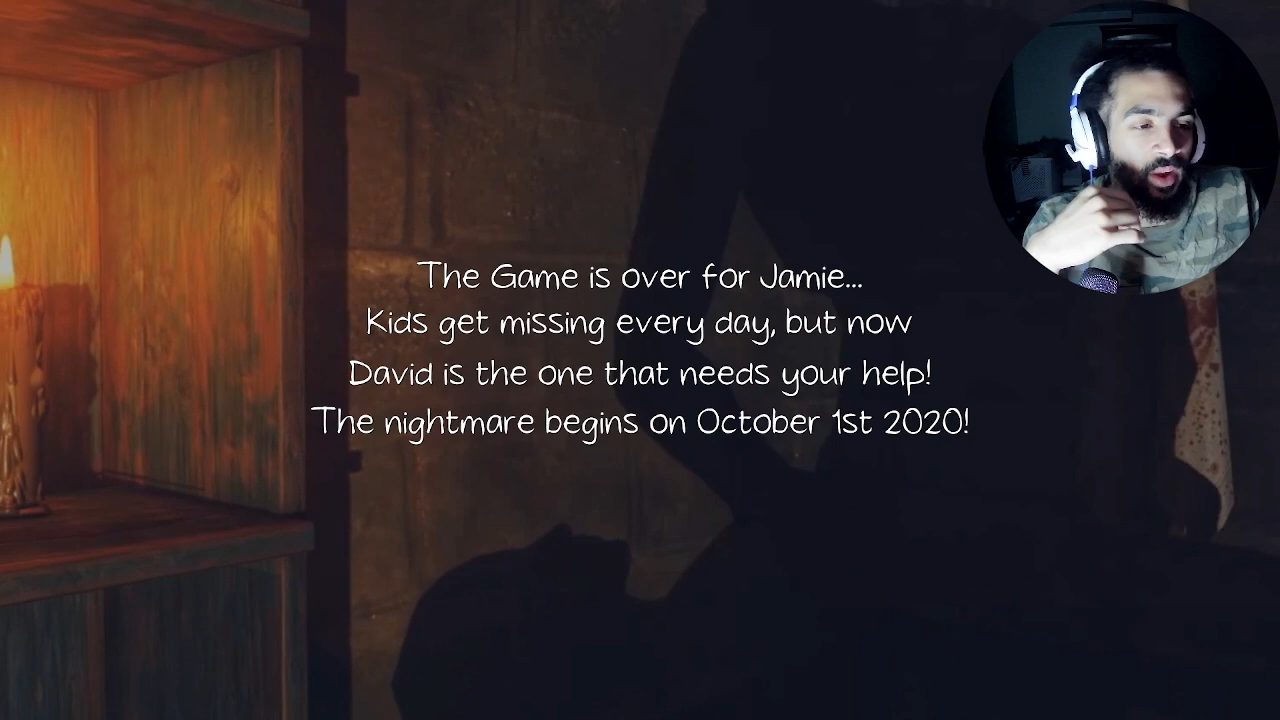 The Game is over for Jamie...
Kids get missing every day, but now
David is the one that needs your help!
The nightmare begins on October 1st 2020!